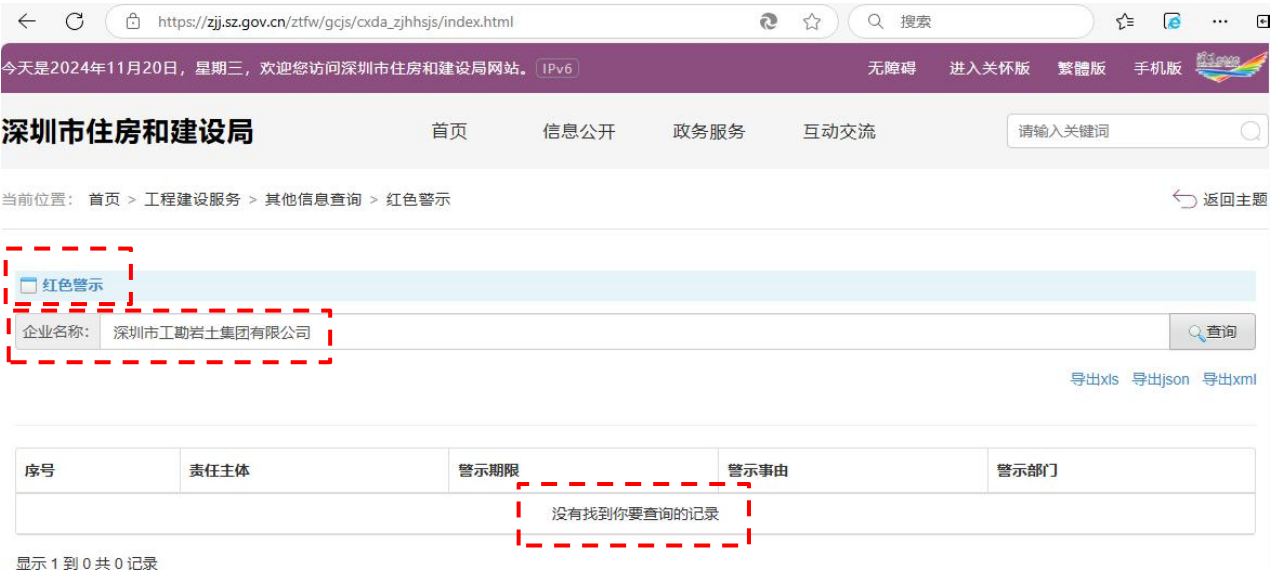 https://zjj.sz.gov.cn/ztfw/gcjs/cxda_zjhhsjs/index.html 搜索
今天是2024年11月20日，星期三，欢迎您访问深圳市住房和建设局网站。 IPv6 无障碍 进入关怀版 繁體版 手机版
深圳市住房和建设局 首页 信息公开 政务服务 互动交流 请输入关键词
当前位置： 首页 > 工程建设服务 > 其他信息查询 > 红色警示 返回主题
红色警示
企业名称： 深圳市工勘岩土集团有限公司 查询
导出xls 导出json 导出xml
序号 责任主体 警示期限 警示事由 警示部门
没有找到你要查询的记录
显示 1 到 0 共 0 记录